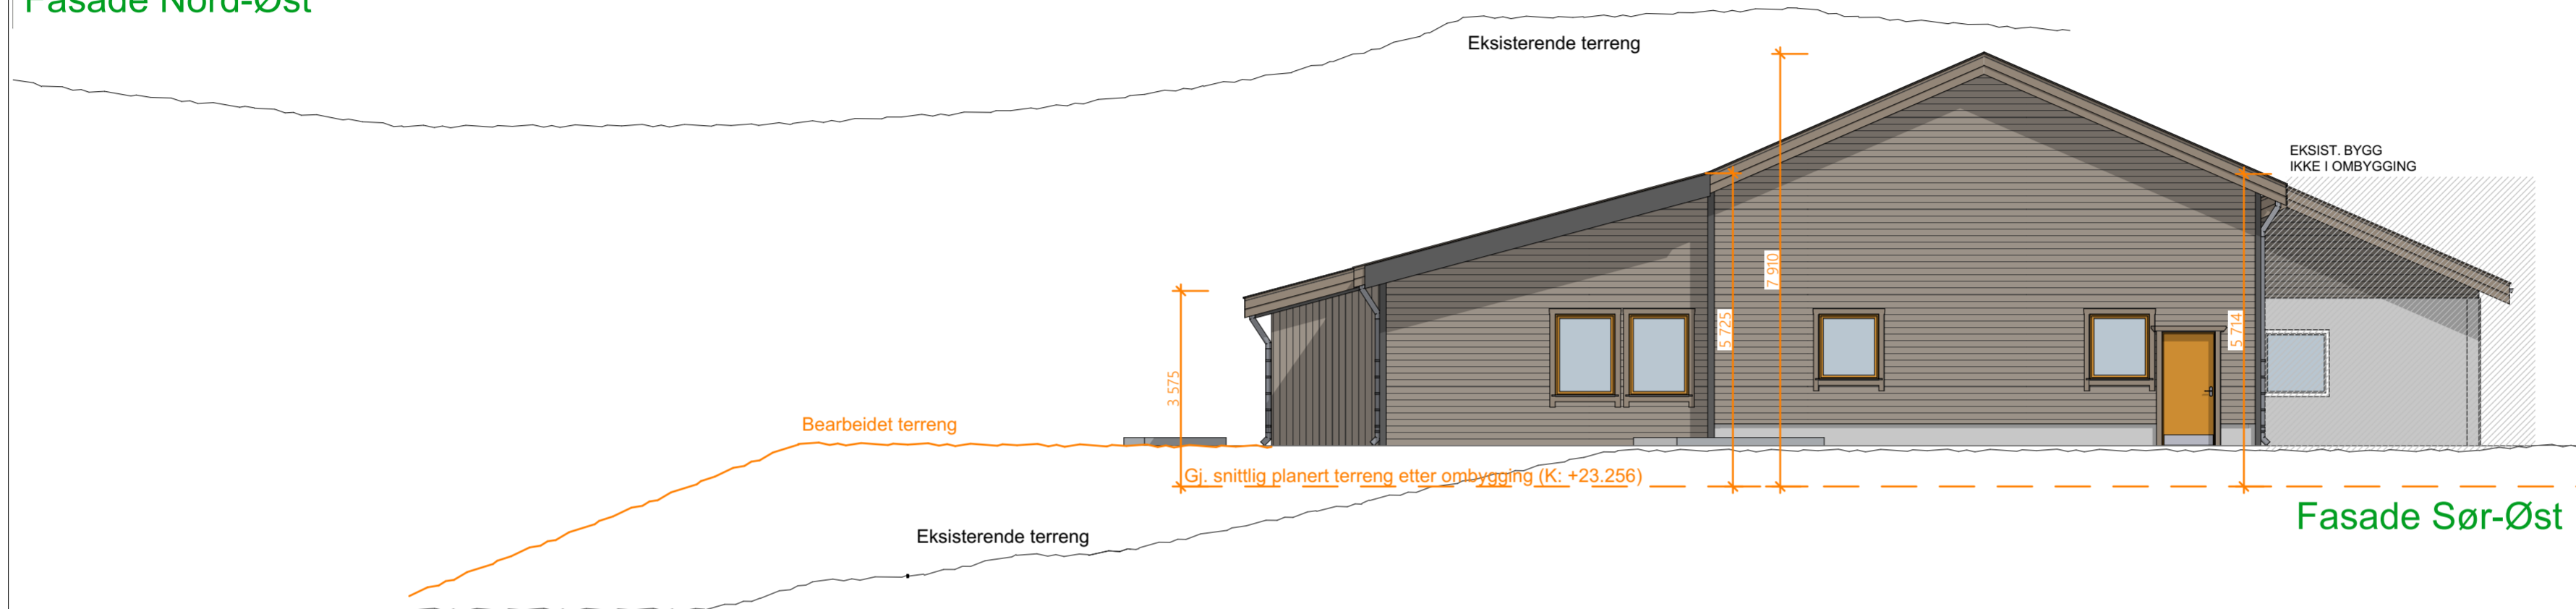 Fasade Nord-Øst
Eksisterende terreng
EKSIST. BYGG
IKKE I OMBYGGING
7 910
5 725
5 714
3 575
Bearbeidet terreng
Gj. snittlig planert terreng etter ombygging (K: +23.256)
Fasade Sør-Øst
Eksisterende terreng